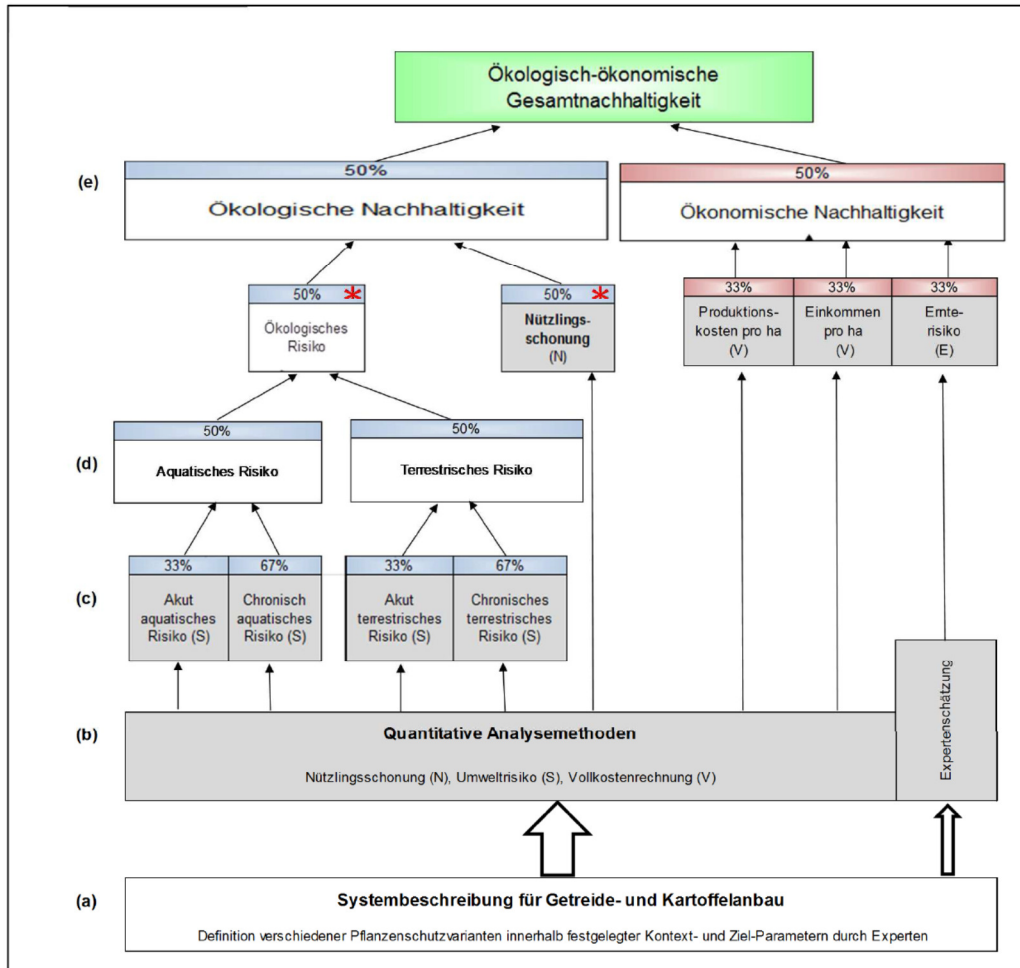 Ökologisch-ökonomische
Gesamtnachhaltigkeit
(e)
50%
Ökologische Nachhaltigkeit
50%
Ökonomische Nachhaltigkeit
50% *
Ökologisches
Risiko
50% *
Nützlings-
schonung
(N)
33%
Produktions-
kosten pro ha
(V)
33%
Einkommen
pro ha
(V)
33%
Ernte-
risiko
(E)
(d)
50%
Aquatisches Risiko
50%
Terrestrisches Risiko
(c)
33%
Akut
aquatisches
Risiko (S)
67%
Chronisch
aquatisches
Risiko (S)
33%
Akut
terrestrisches
Risiko (S)
67%
Chronisches
terrestrisches
Risiko (S)
(b)
Quantitative Analysemethoden
Nützlingsschonung (N), Umweltrisiko (S), Vollkostenrechnung (V)
Expertenschätzung
(a)
Systembeschreibung für Getreide- und Kartoffelanbau
Definition verschiedener Pflanzenschutzvarianten innerhalb festgelegter Kontext- und Ziel-Parametern durch Experten